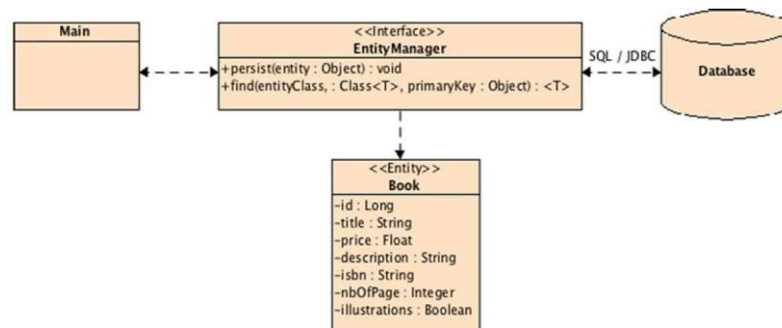 Main
<<Interface>>
EntityManager
+persist(entity : Object) : void
+find(entityClass, : Class<T>, primaryKey : Object) : <T>
SQL / JDBC
Database
<<Entity>>
Book
-id : Long
-title : String
-price : Float
-description : String
-isbn : String
-nbOfPage : Integer
-illustrations : Boolean